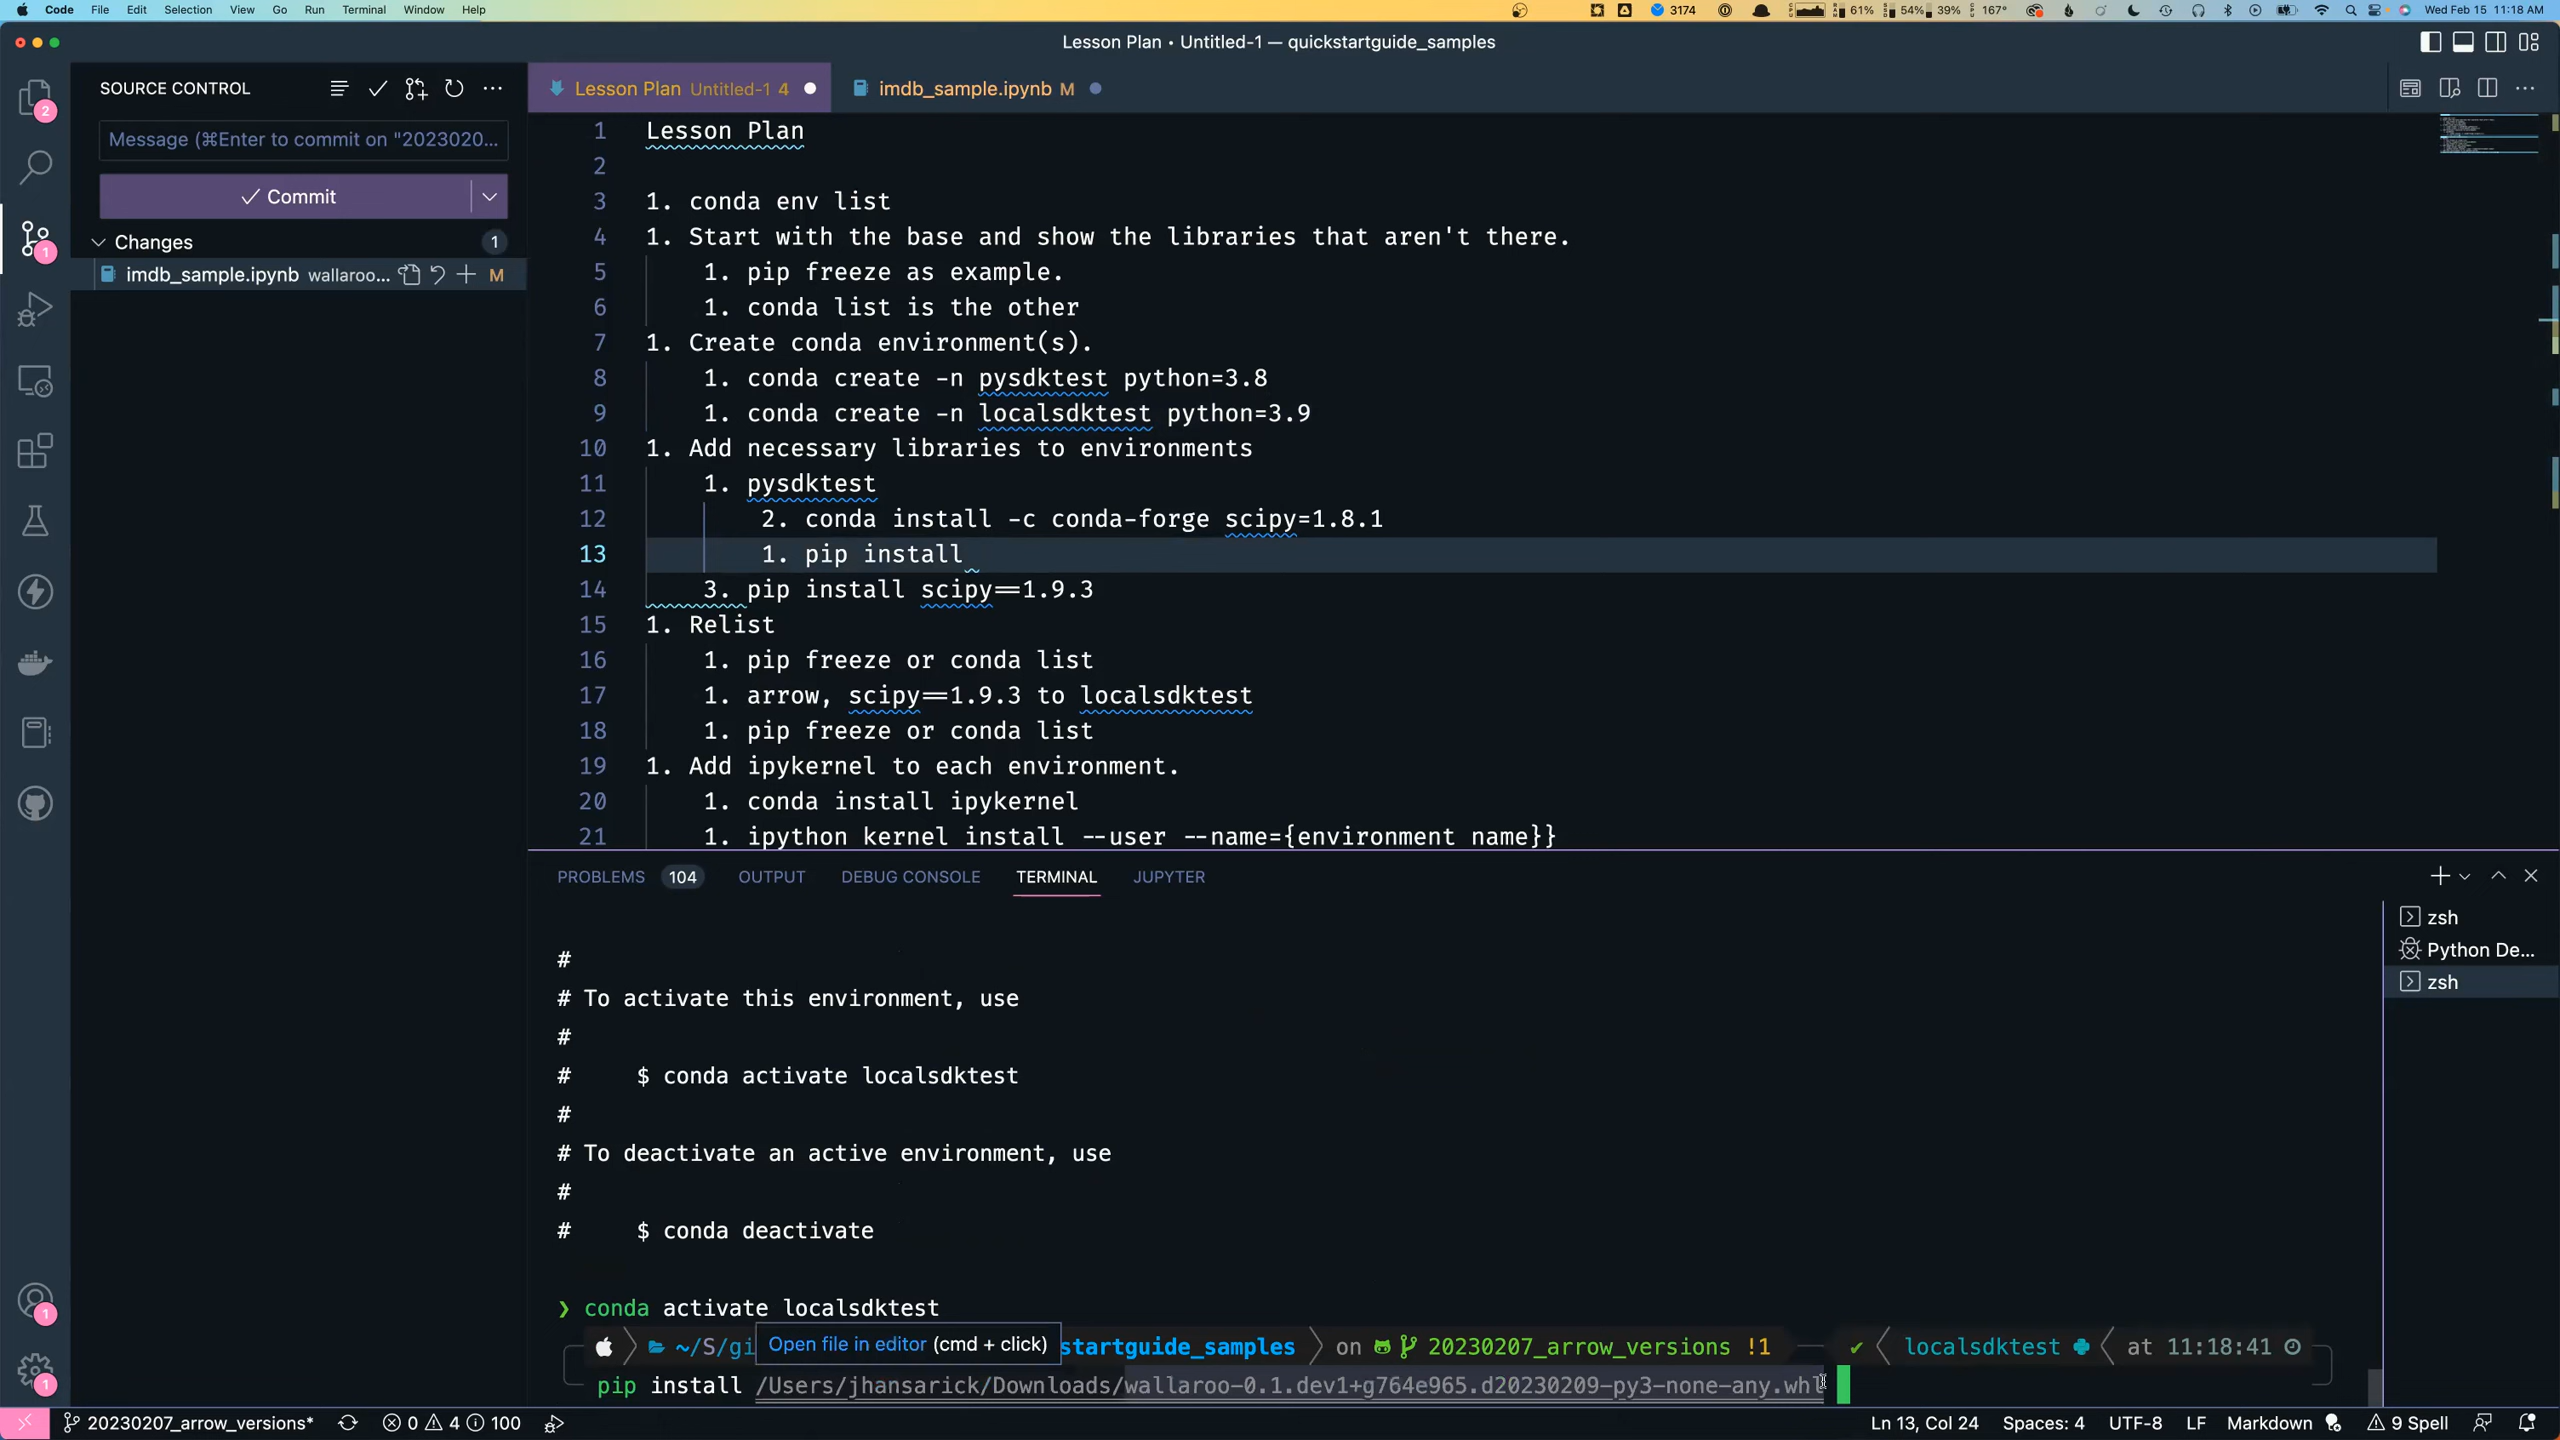 Code File Edit Selection View Go Run Terminal Window Help 3174 61% 54% 39% 167° Wed Feb 15 11:18 AM
Lesson Plan • Untitled-1 — quickstartguide_samples
SOURCE CONTROL
Lesson Plan Untitled-1 4
imdb_sample.ipynb M
Message (⌘Enter to commit on "2023020...
Commit
Changes 1
imdb_sample.ipynb wallaroo... M
2
1
1
1
1 Lesson Plan
2
3 1. conda env list
4 1. Start with the base and show the libraries that aren't there.
5 1. pip freeze as example.
6 1. conda list is the other
7 1. Create conda environment(s).
8 1. conda create -n pysdktest python=3.8
9 1. conda create -n localsdktest python=3.9
10 1. Add necessary libraries to environments
11 1. pysdktest
12 2. conda install -c conda-forge scipy=1.8.1
13 1. pip install
14 3. pip install scipy==1.9.3
15 1. Relist
16 1. pip freeze or conda list
17 1. arrow, scipy==1.9.3 to localsdktest
18 1. pip freeze or conda list
19 1. Add ipykernel to each environment.
20 1. conda install ipykernel
21 1. ipython kernel install --user --name={environment name}}
PROBLEMS 104 OUTPUT DEBUG CONSOLE TERMINAL JUPYTER
zsh
Python De...
zsh
#
# To activate this environment, use
#
# $ conda activate localsdktest
#
# To deactivate an active environment, use
#
# $ conda deactivate
❯ conda activate localsdktest
~/S/gi
Open file in editor (cmd + click)
startguide_samples on 20230207_arrow_versions !1 ✔ localsdktest at 11:18:41
pip install /Users/jhansarick/Downloads/wallaroo-0.1.dev1+g764e965.d20230209-py3-none-any.whl
20230207_arrow_versions* 0 4 100 Ln 13, Col 24 Spaces: 4 UTF-8 LF Markdown 9 Spell